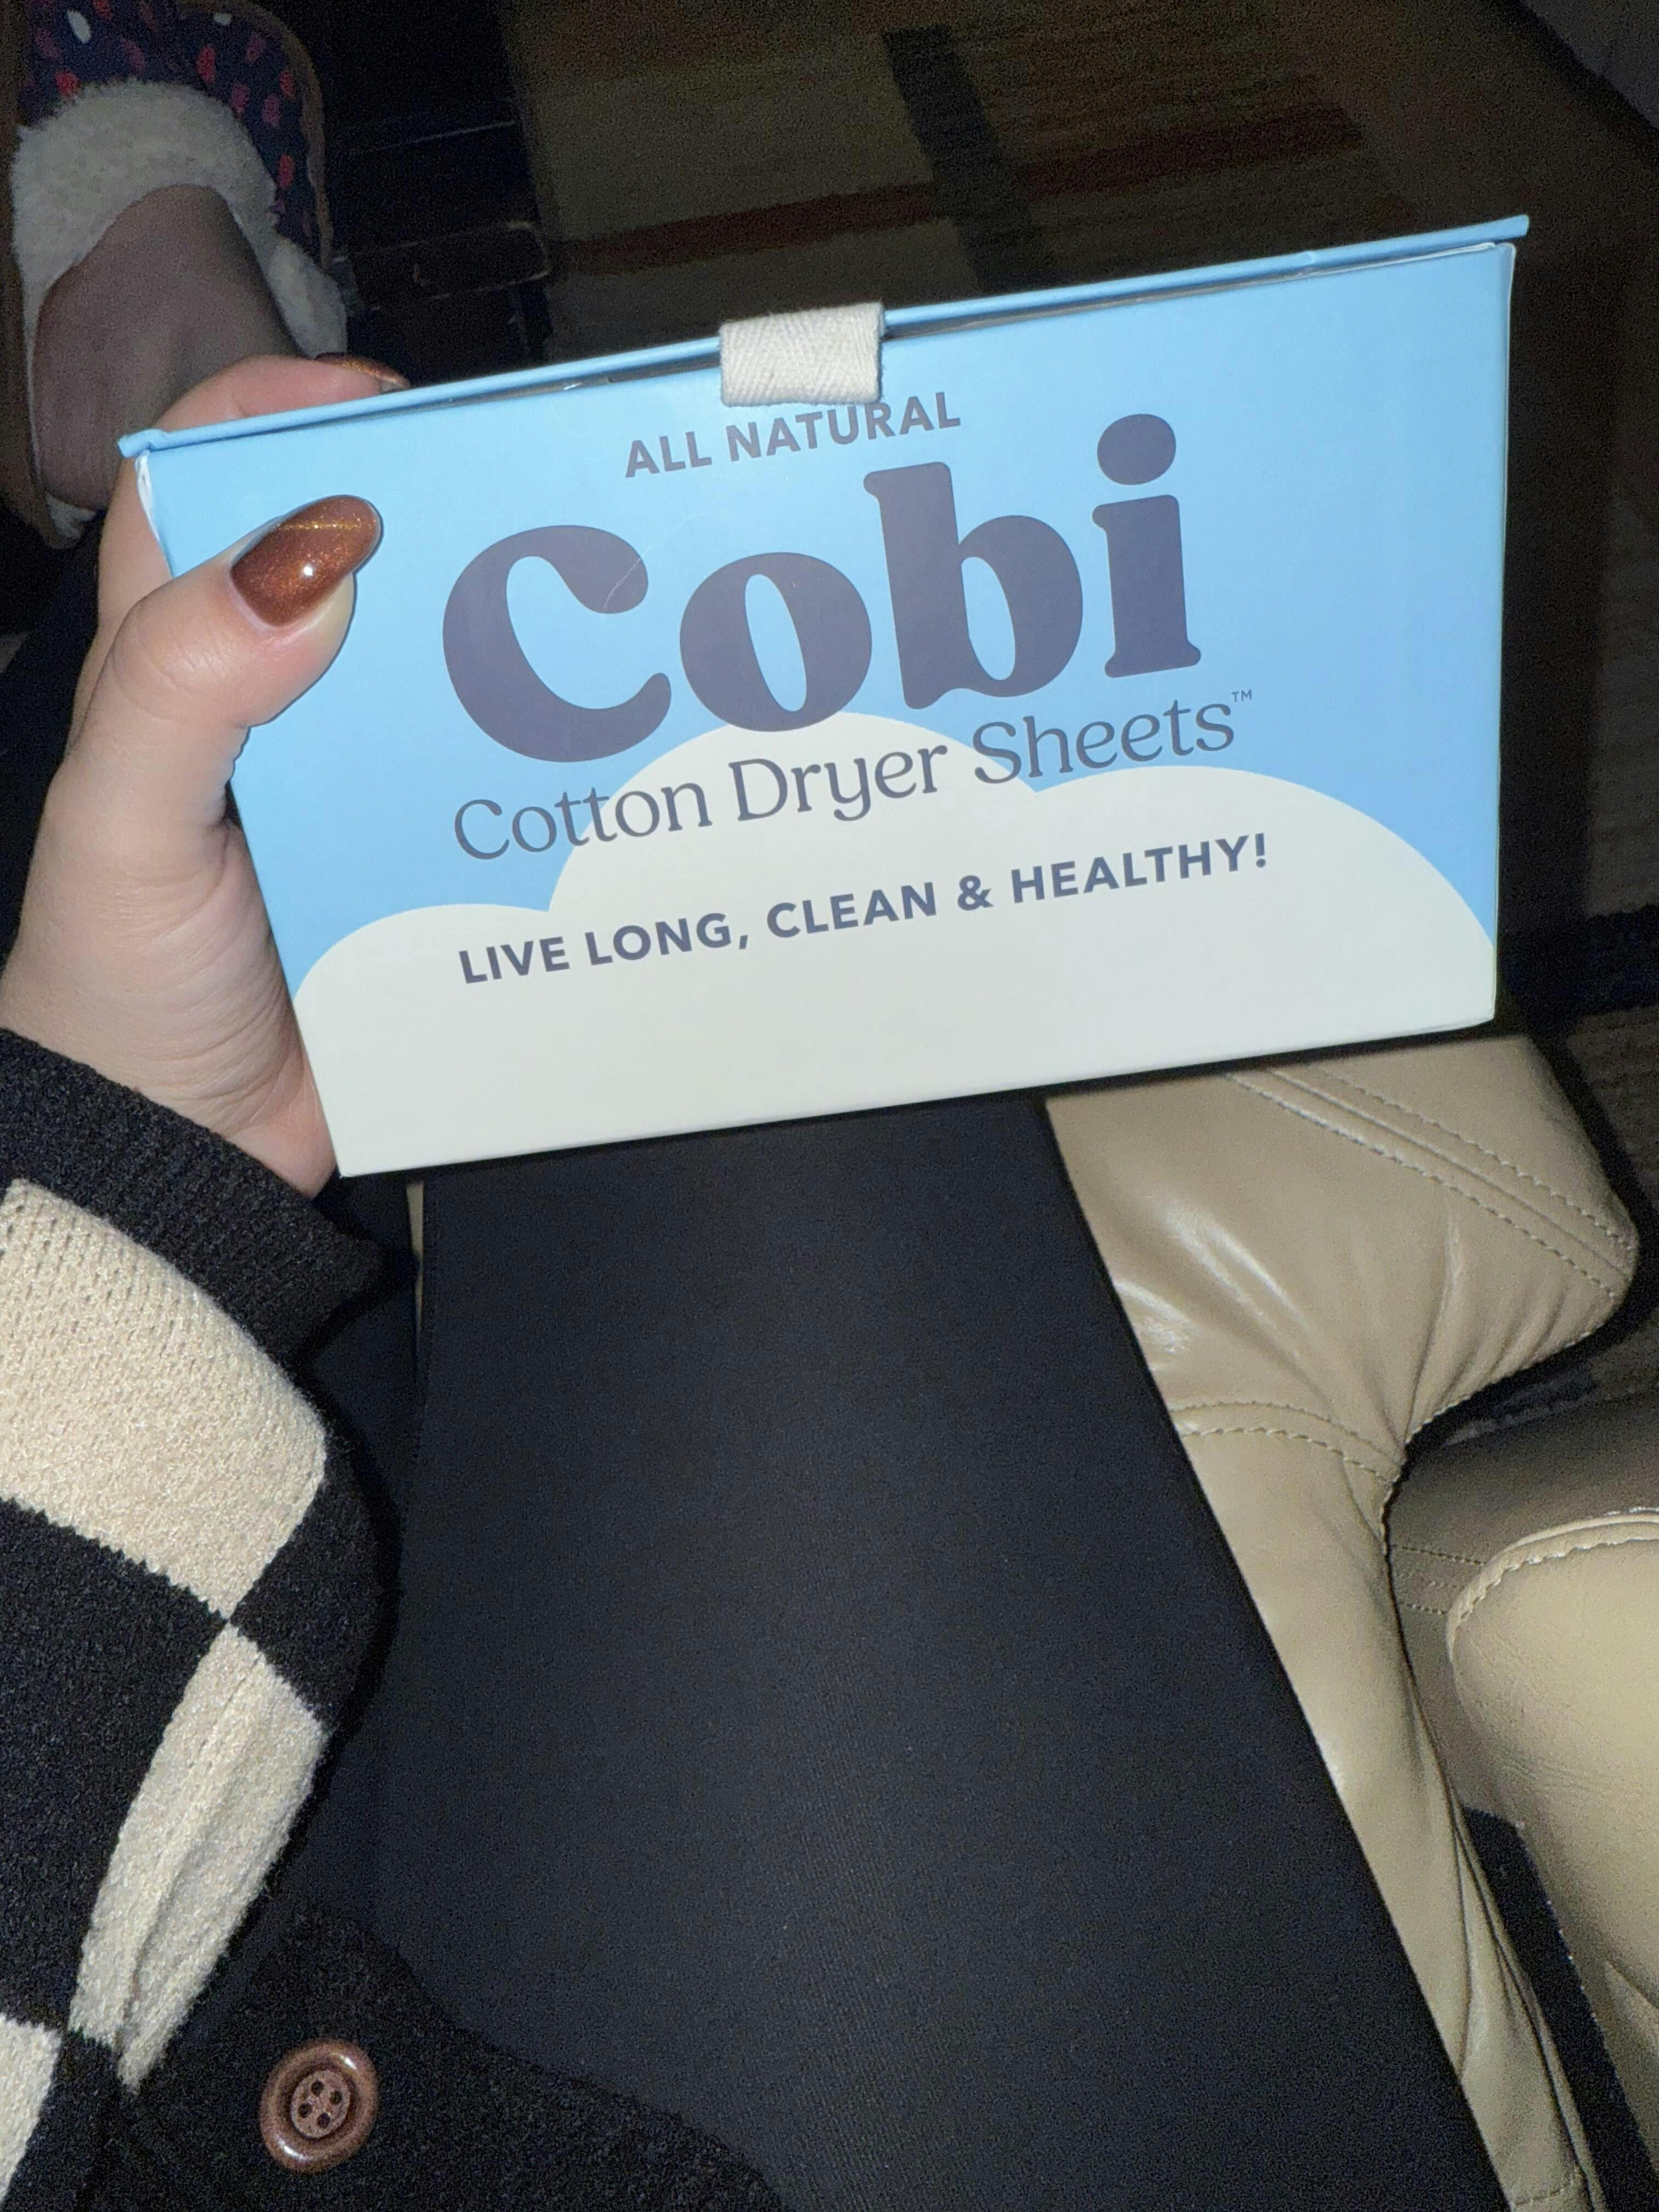 ALL NATURAL
Cobi
Cotton Dryer Sheets™
LIVE LONG, CLEAN & HEALTHY!